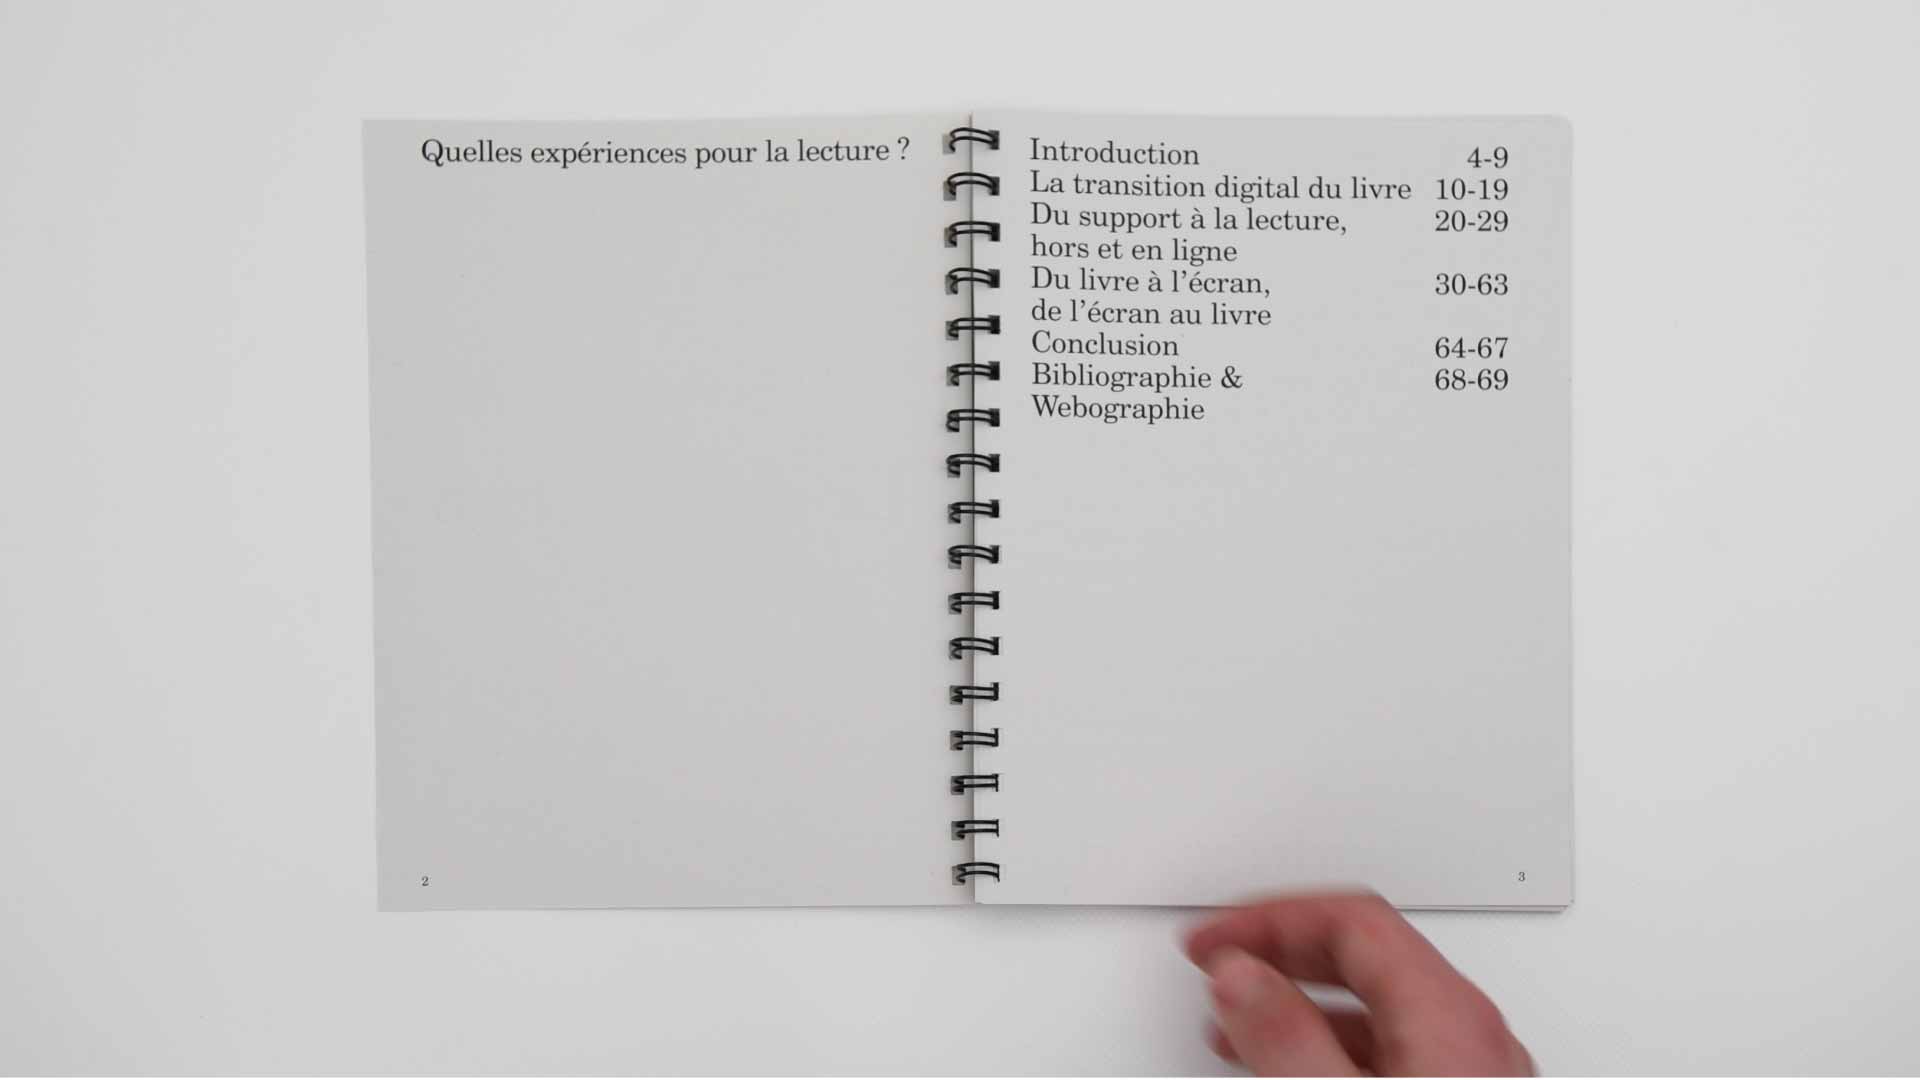 Quelles expériences pour la lecture ?
2
Introduction 4-9
La transition digital du livre 10-19
Du support à la lecture, 20-29
hors et en ligne
Du livre à l’écran, 30-63
de l’écran au livre
Conclusion 64-67
Bibliographie & 68-69
Webographie
3